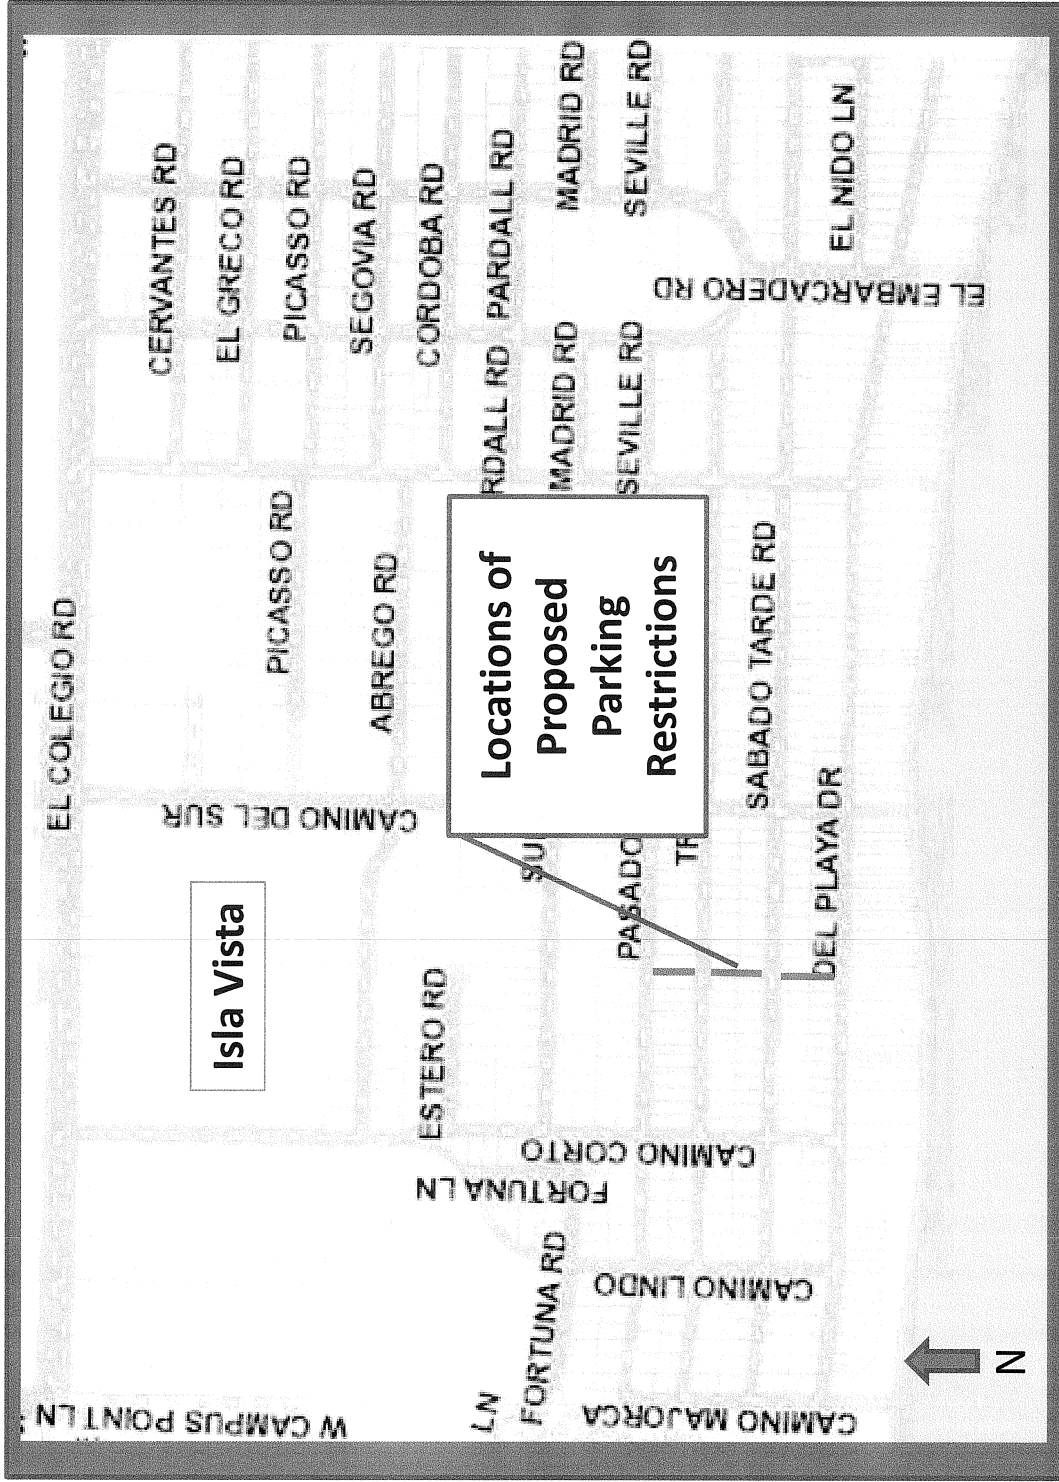 W CAMPUS POINT LN
EL COLEGIO RD
Isla Vista
CAMINO DEL SUR
PICASSO RD
ABREGO RD
CERVANTES RD
EL GRECO RD
PICASSO RD
SEGOVIA RD
CORDOBA RD
RDALL RD
PARDALL RD
MADRID RD
MADRID RD
SEVILLE RD
SEVILLE RD
ESTERO RD
FORTUNA LN
LN
FORTUNA RD
CAMINO MAJORCA
CAMINO LINDO
CAMINO CORTO
SU
PASADO
TR
Locations of
Proposed
Parking
Restrictions
SABADO TARDE RD
DEL PLAYA DR
EL EMBARCADERO RD
EL NIDO LN
N